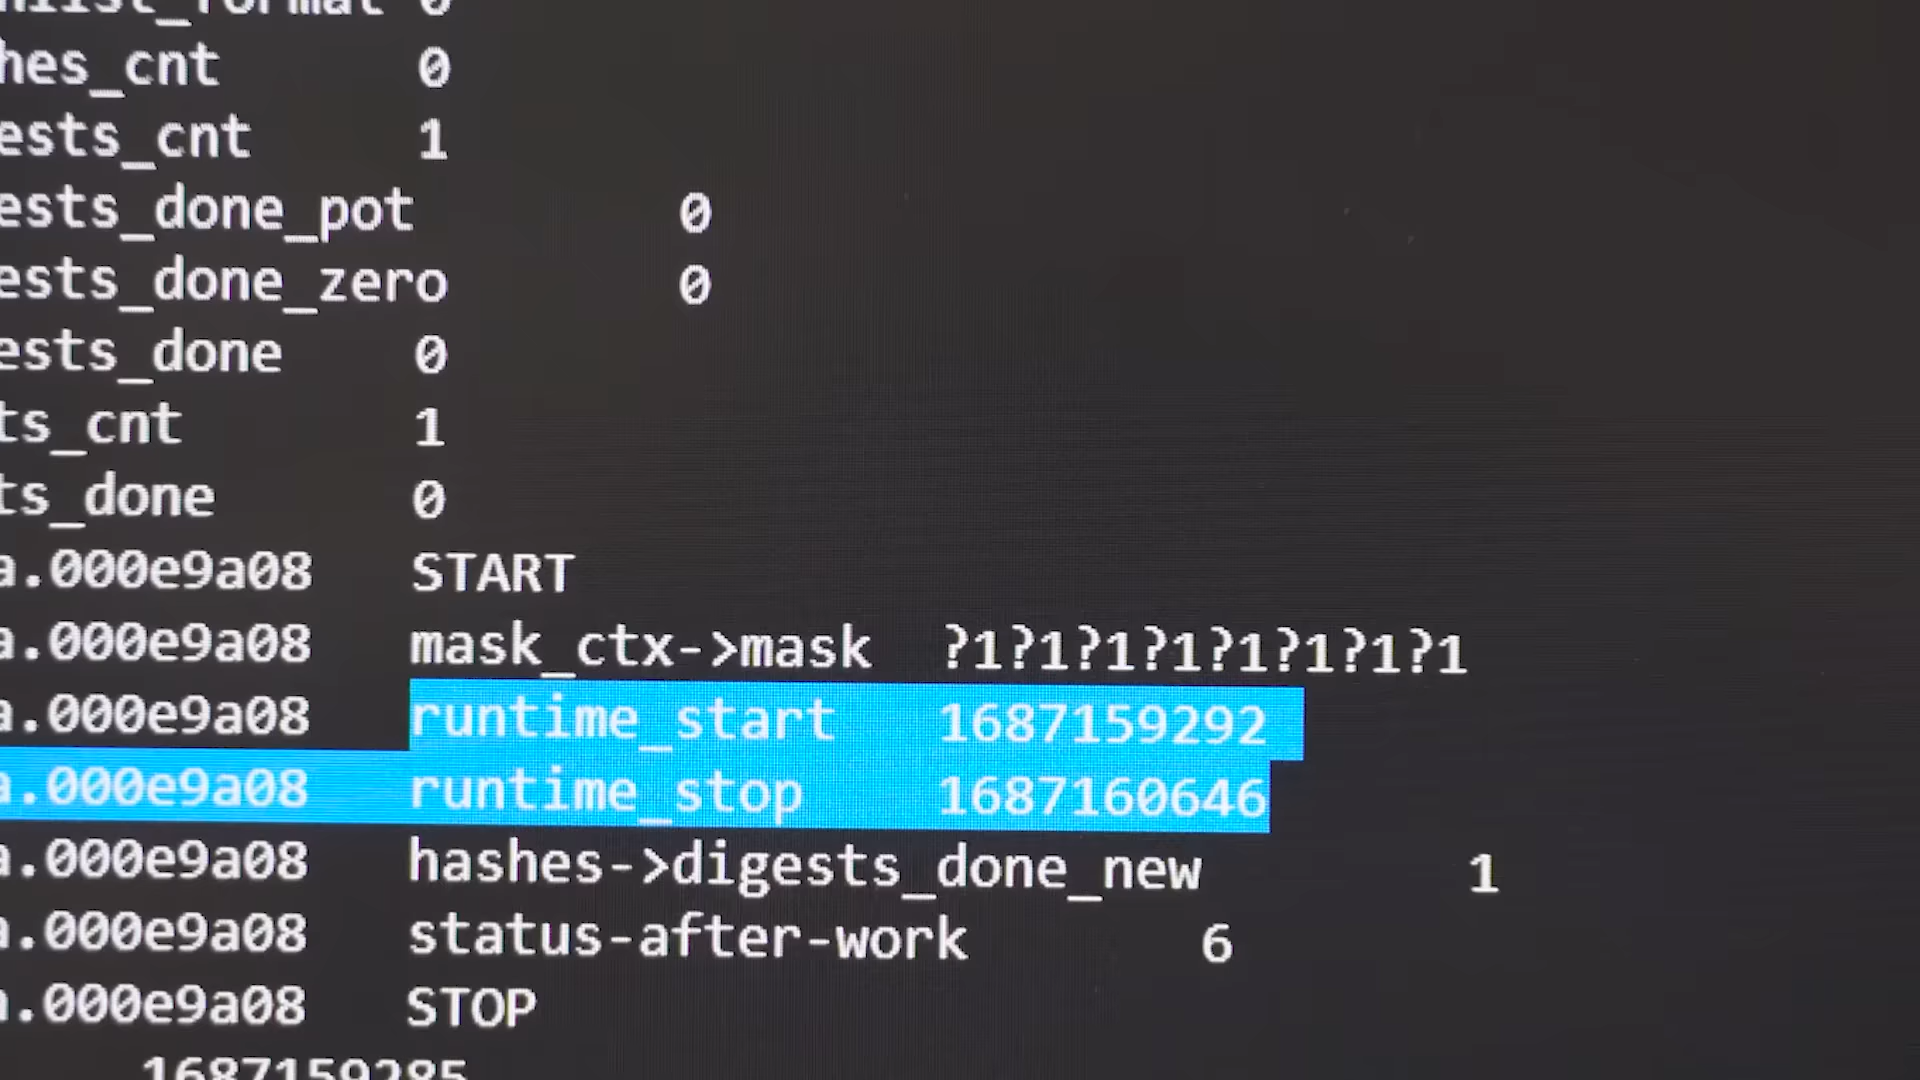 hes_cnt 0
ests_cnt 1
ests_done_pot 0
ests_done_zero 0
ests_done 0
ts_cnt 1
ts_done 0
a.000e9a08 START
a.000e9a08 mask_ctx->mask ?1?1?1?1?1?1?1?1
a.000e9a08 runtime_start 1687159292
a.000e9a08 runtime_stop 1687160646
a.000e9a08 hashes->digests_done_new 1
a.000e9a08 status-after-work 6
a.000e9a08 STOP
1687159285